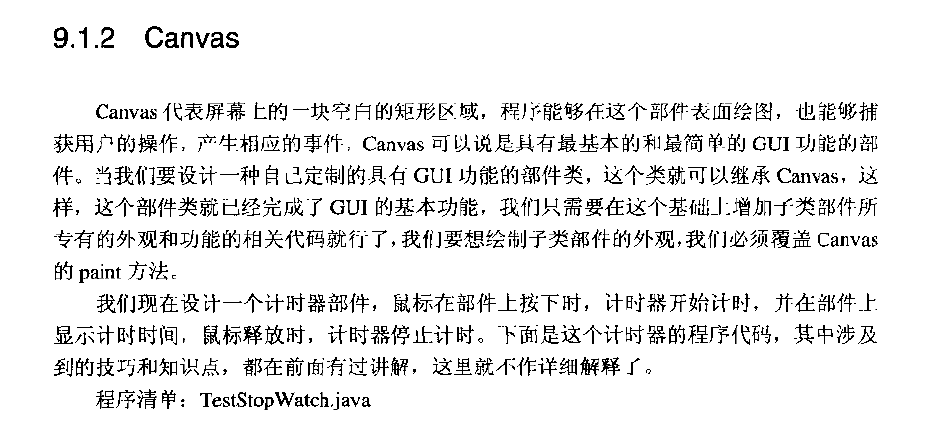 9.1.2 Canvas
Canvas 代表屏幕上的一块空白的矩形区域，程序能够在这个部件表面绘图，也能够捕
获用户的操作，产生相应的事件。Canvas 可以说是具有最基本的和最简单的 GUI 功能的部
件。当我们要设计一种自己定制的具有 GUI 功能的部件类，这个类就可以继承 Canvas，这
样，这个部件类就已经完成了 GUI 的基本功能，我们只需要在这个基础上增加子类部件所
专有的外观和功能的相关代码就行了，我们要想绘制子类部件的外观，我们必须覆盖 Canvas
的 paint 方法。
我们现在设计一个计时器部件，鼠标在部件上按下时，计时器开始计时，并在部件上
显示计时时间，鼠标释放时，计时器停止计时。下面是这个计时器的程序代码，其中涉及
到的技巧和知识点，都在前面有过讲解，这里就不作详细解释了。
程序清单：TestStopWatch.java